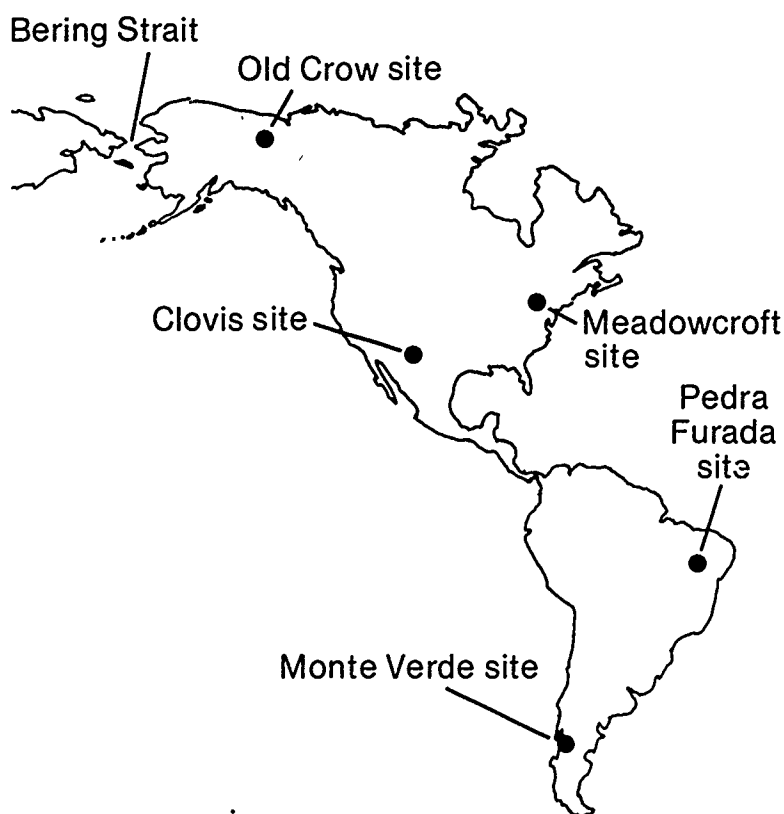 Bering Strait
Old Crow site
Clovis site
Meadowcroft
site
Pedra
Furada
site
Monte Verde site